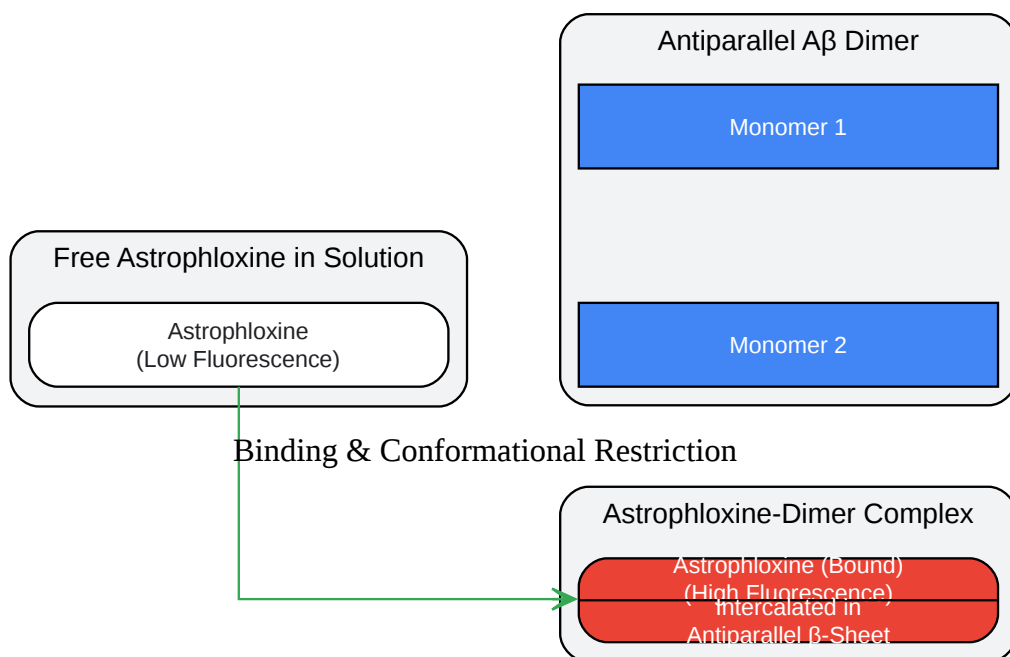 Antiparallel Aβ Dimer
Monomer 1
Monomer 2
Free Astrophloxine in Solution
Astrophloxine
(Low Fluorescence)
Binding & Conformational Restriction
Astrophloxine-Dimer Complex
Astrophloxine (Bound)
(High Fluorescence)
Intercalated in
Antiparallel β-Sheet